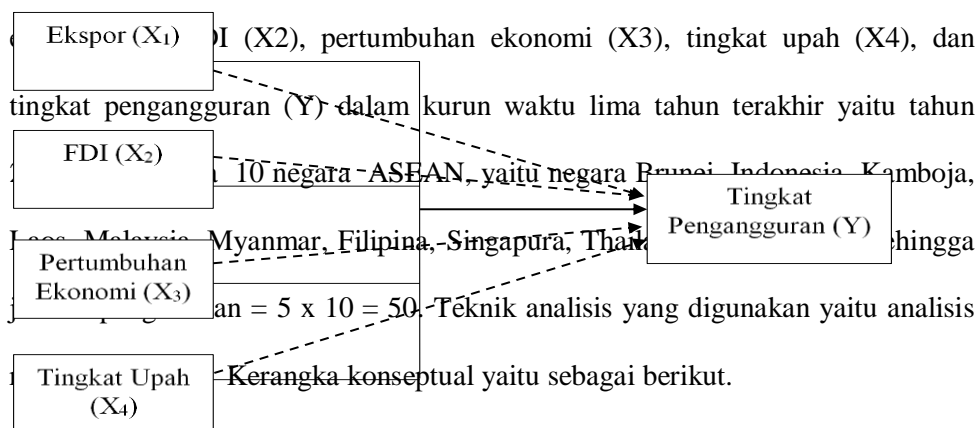 (X2), pertumbuhan ekonomi (X3), tingkat upah (X4), dan
tingkat pengangguran (Y) dalam kurun waktu lima tahun terakhir yaitu tahun
10 negara ASEAN, yaitu negara Brunei, Indonesia, Kamboja,
Laos, Malaysia, Myanmar, Filipina, Singapura,
= 5 x 10 = 50. Teknik analisis yang digunakan yaitu analisis
Kerangka konseptual yaitu sebagai berikut.
Ekspor (X₁)
FDI (X₂)
Pertumbuhan
Ekonomi (X₃)
Tingkat Upah
(X₄)
Tingkat
Pengangguran (Y)